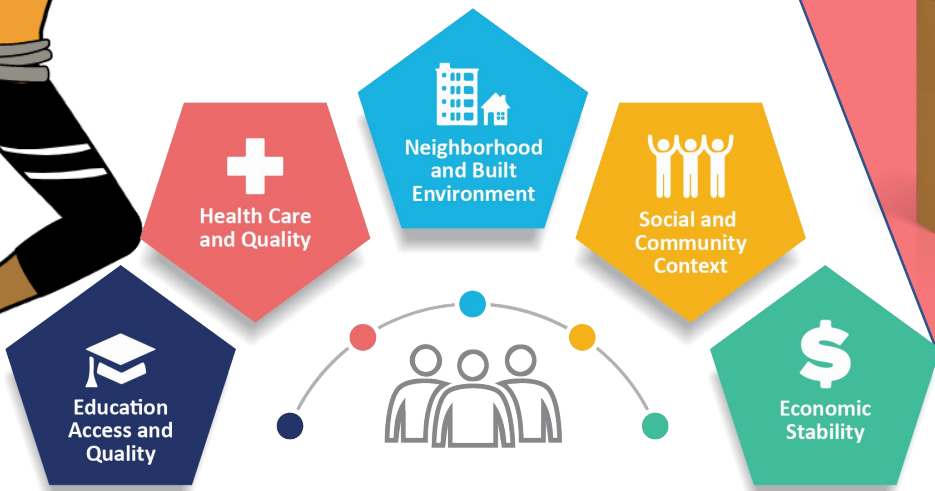 Neighborhood
and Built
Environment
Health Care
and Quality
Social and
Community
Context
Education
Access and
Quality
$
Economic
Stability